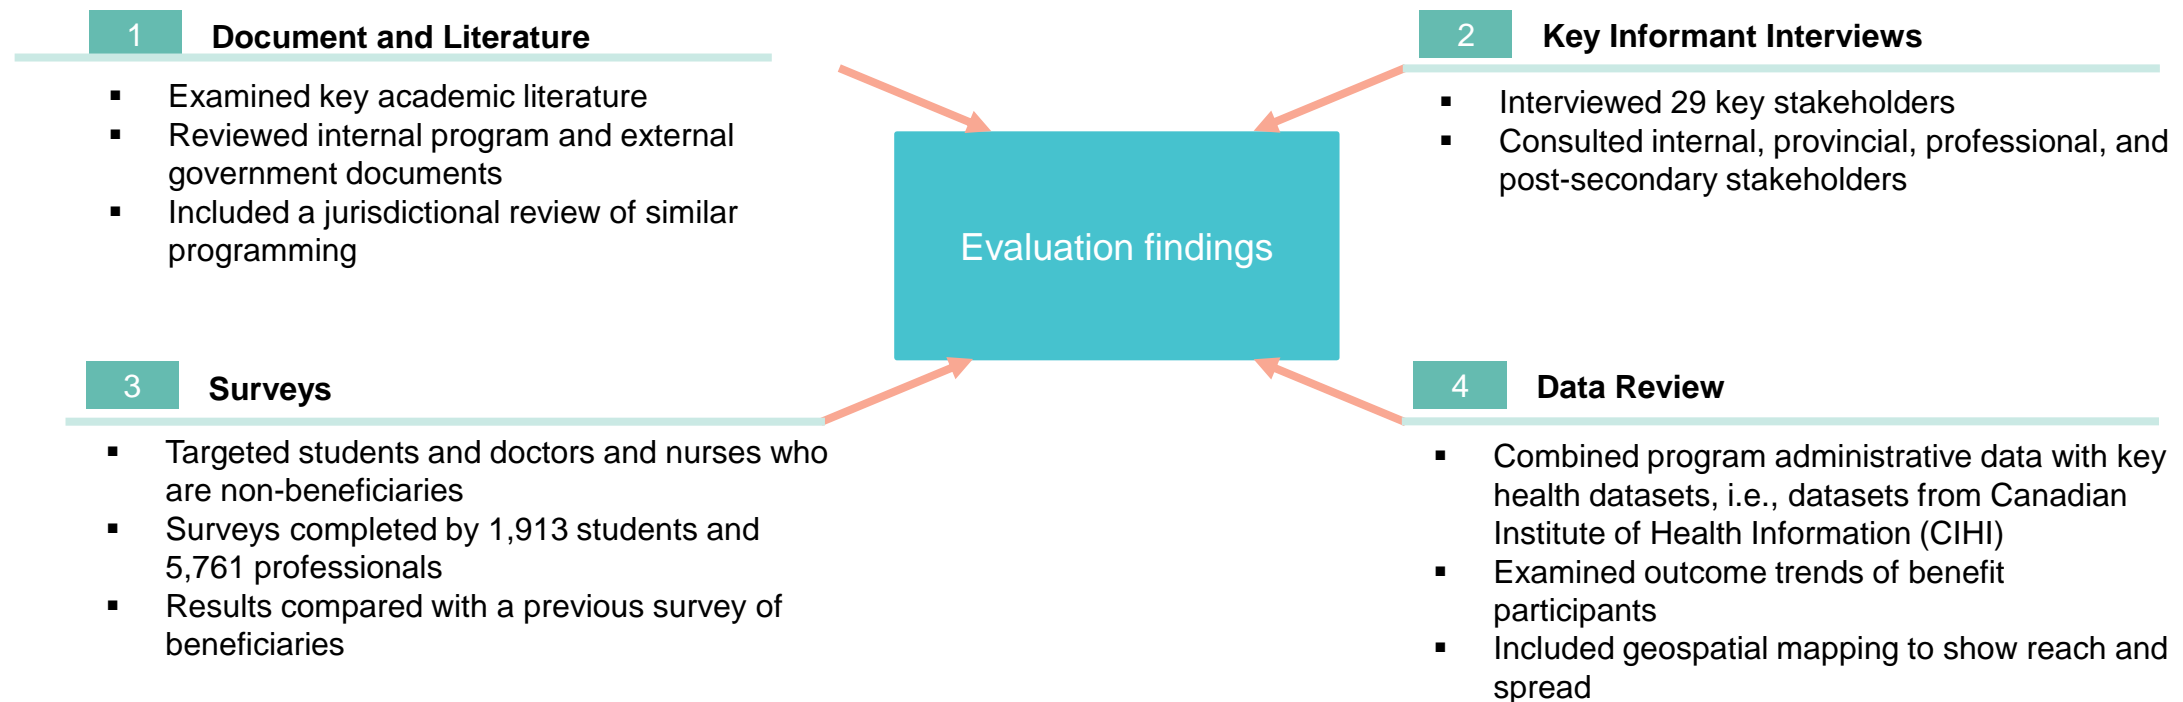 1 Document and Literature
▪ Examined key academic literature
▪ Reviewed internal program and external
government documents
▪ Included a jurisdictional review of similar
programming
2 Key Informant Interviews
▪ Interviewed 29 key stakeholders
▪ Consulted internal, provincial, professional, and
post-secondary stakeholders
Evaluation findings
3 Surveys
▪ Targeted students and doctors and nurses who
are non-beneficiaries
▪ Surveys completed by 1,913 students and
5,761 professionals
▪ Results compared with a previous survey of
beneficiaries
4 Data Review
▪ Combined program administrative data with key
health datasets, i.e., datasets from Canadian
Institute of Health Information (CIHI)
▪ Examined outcome trends of benefit
participants
▪ Included geospatial mapping to show reach and
spread